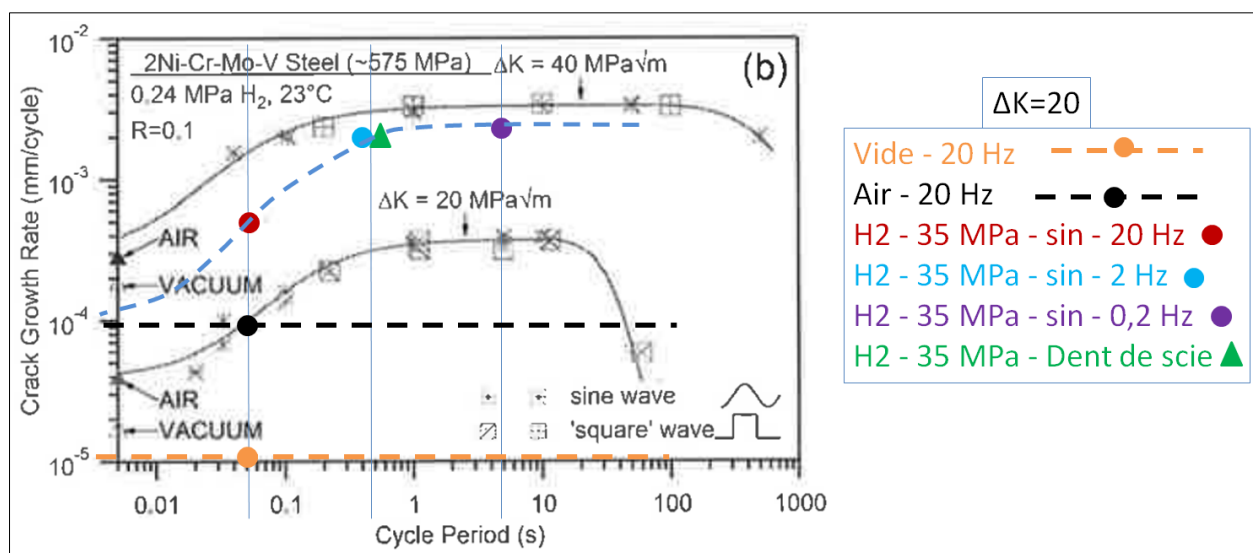 10⁻²
2Ni-Cr-Mo-V Steel (~575 MPa)
ΔK = 40 MPa√m
(b)
0.24 MPa H₂, 23°C
R=0.1
10⁻³
ΔK = 20 MPa√m
AIR
VACUUM
10⁻⁴
AIR
VACUUM
sine wave
'square' wave
10⁻⁵
0.01 0.1 1 10 100 1000
Cycle Period (s)
Crack Growth Rate (mm/cycle)
ΔK=20
Vide - 20 Hz
Air - 20 Hz
H2 - 35 MPa - sin - 20 Hz
H2 - 35 MPa - sin - 2 Hz
H2 - 35 MPa - sin - 0,2 Hz
H2 - 35 MPa - Dent de scie